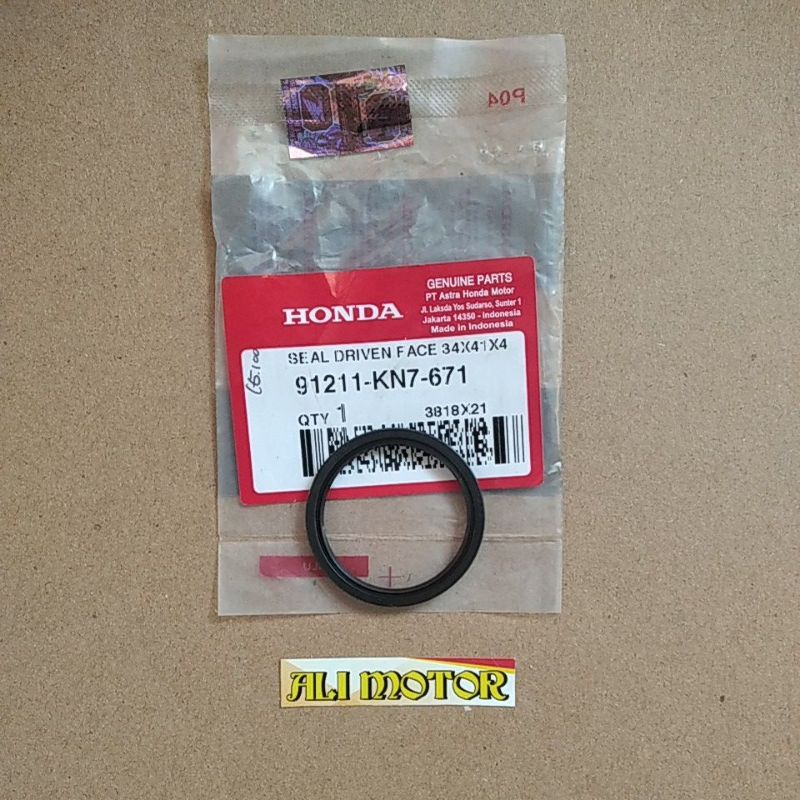 P04
GENUINE PARTS
PT Astra Honda Motor
Jl. Laksda Yos Sudarso, Sunter 1
Jakarta 14350 - Indonesia
Made in Indonesia
HONDA
SEAL DRIVEN FACE 34X41X4
91211-KN7-671
QTY 1
3818X21
ALI MOTOR